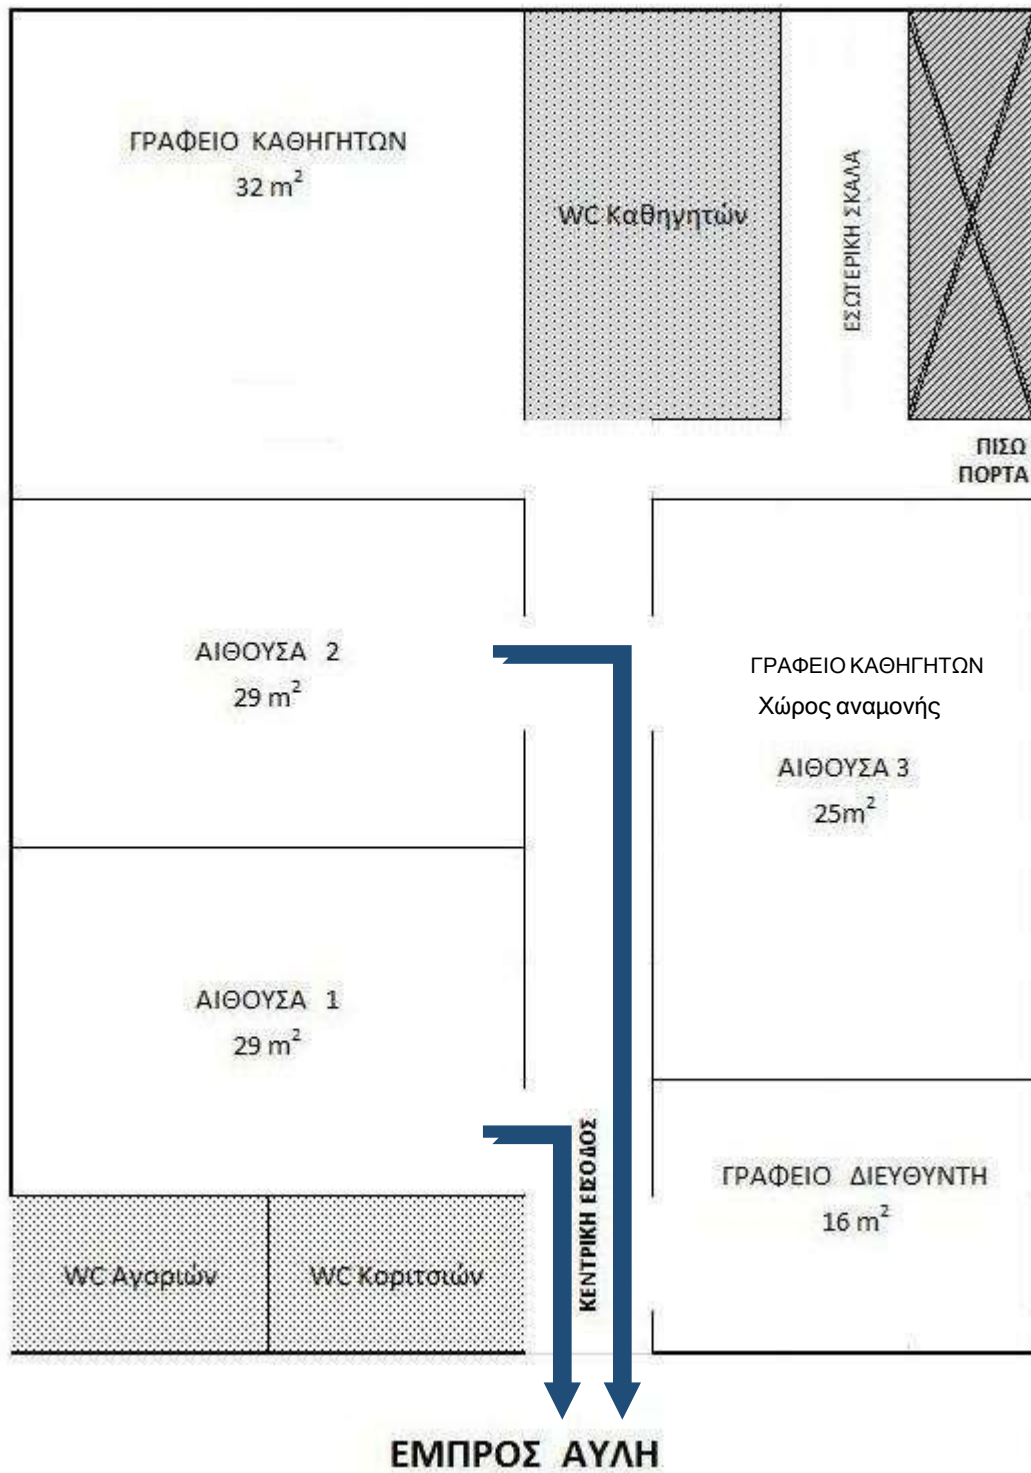 ΓΡΑΦΕΙΟ ΚΑΘΗΓΗΤΩΝ
32 m²
WC Καθηγητών
ΕΣΩΤΕΡΙΚΗ ΣΚΑΛΑ
ΠΙΣΩ
ΠΟΡΤΑ
ΑΙΘΟΥΣΑ 2
29 m²
ΓΡΑΦΕΙΟ ΚΑΘΗΓΗΤΩΝ
Χώρος αναμονής
ΑΙΘΟΥΣΑ 3
25m²
ΑΙΘΟΥΣΑ 1
29 m²
ΚΕΝΤΡΙΚΗ ΕΙΣΟΔΟΣ
ΓΡΑΦΕΙΟ ΔΙΕΥΘΥΝΤΗ
16 m²
WC Αγοριών
WC Κοριτσιών
ΕΜΠΡΟΣ ΑΥΛΗ